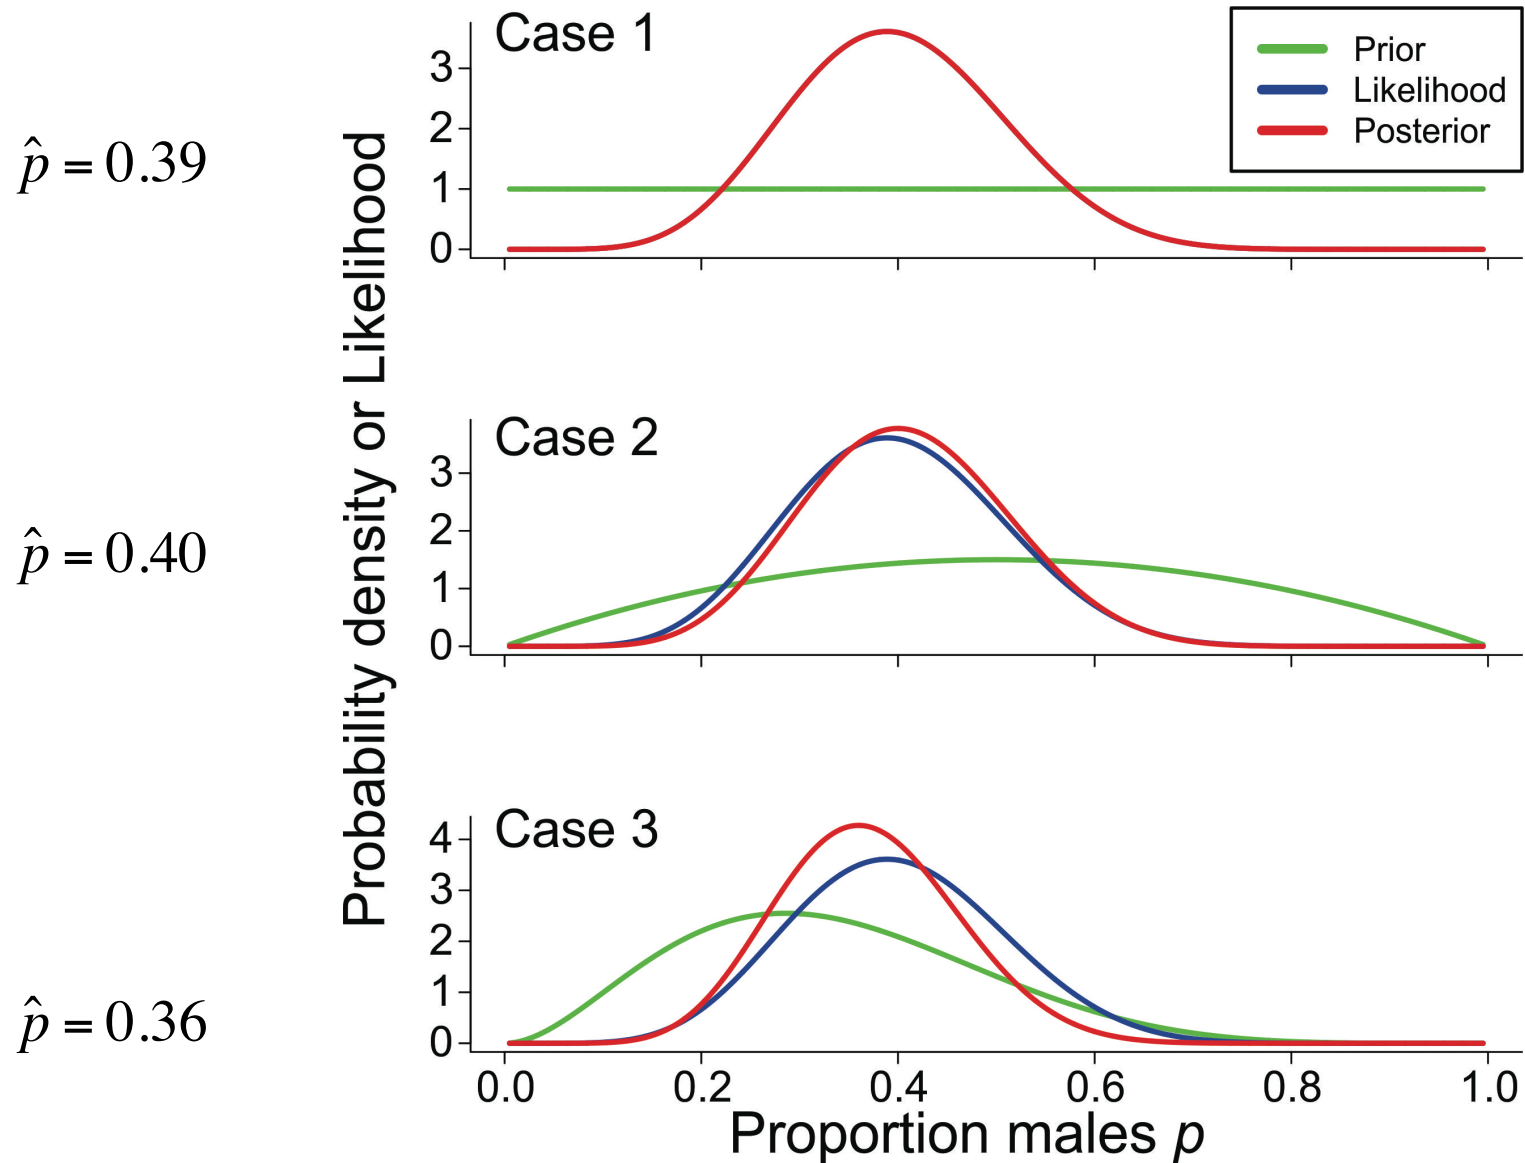 Case 1
Prior
Likelihood
Posterior
3
2
1
0
p̂ = 0.39
Probability density or Likelihood
Case 2
3
2
1
0
p̂ = 0.40
Case 3
4
3
2
1
0
p̂ = 0.36
0.0 0.2 0.4 0.6 0.8 1.0
Proportion males p